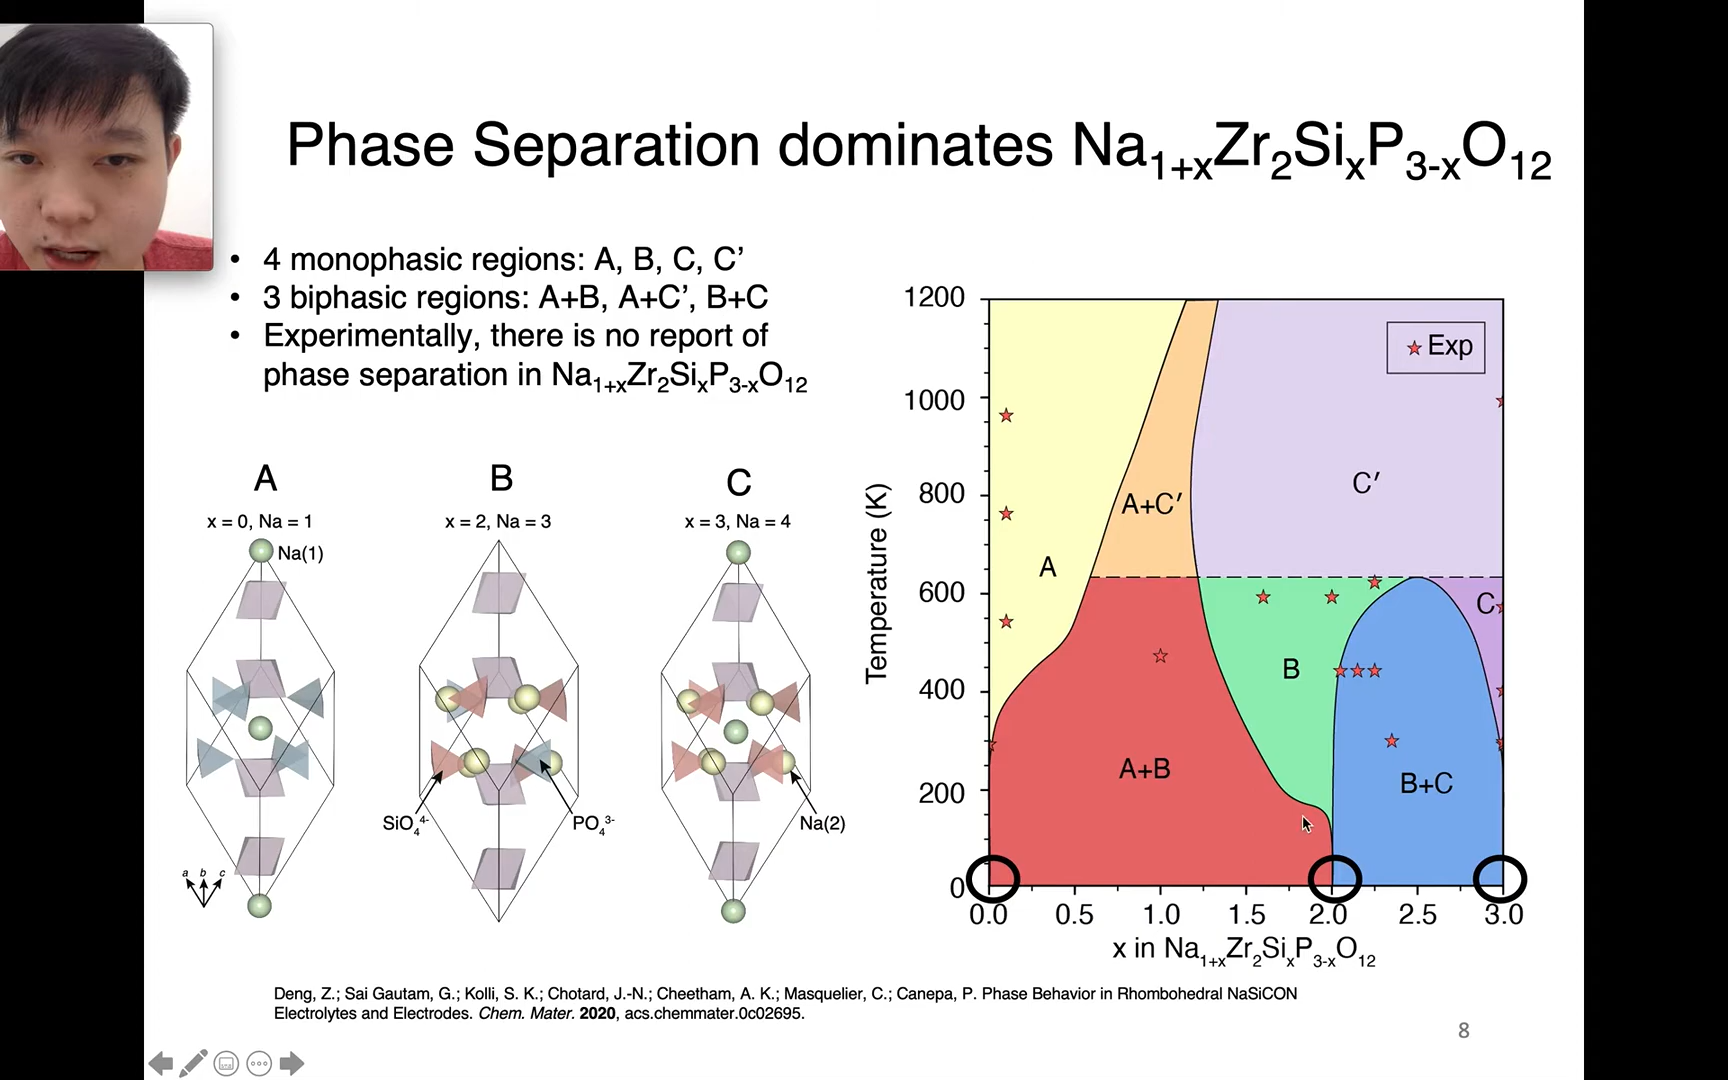 Phase Separation dominates Na1+xZr2SixP3-xO12
• 4 monophasic regions: A, B, C, C’
• 3 biphasic regions: A+B, A+C’, B+C
• Experimentally, there is no report of
phase separation in Na1+xZr2SixP3-xO12
A
B
C
x = 0, Na = 1
x = 2, Na = 3
x = 3, Na = 4
Na(1)
SiO4 4-
PO4 3-
Na(2)
a b c
1200
1000
800
600
400
200
0
Temperature (K)
Exp
A
A+C′
C′
C
B
A+B
B+C
0.0 0.5 1.0 1.5 2.0 2.5 3.0
x in Na1+xZr2SixP3-xO12
Deng, Z.; Sai Gautam, G.; Kolli, S. K.; Chotard, J.-N.; Cheetham, A. K.; Masquelier, C.; Canepa, P. Phase Behavior in Rhombohedral NaSiCON
Electrolytes and Electrodes. Chem. Mater. 2020, acs.chemmater.0c02695.
8